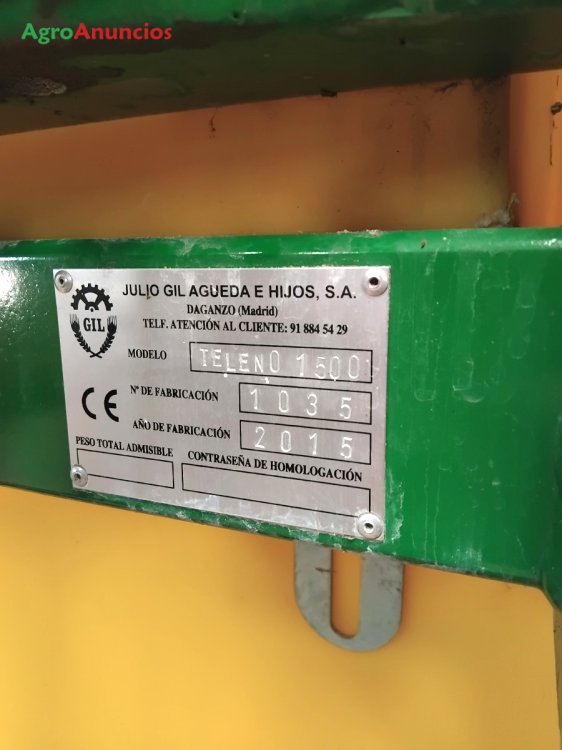 AgroAnuncios
JULIO GIL AGUEDA E HIJOS, S.A.
DAGANZO (Madrid)
TELF. ATENCIÓN AL CLIENTE: 91 884 54 29
GIL
MODELO TELENO 1500
Nº DE FABRICACIÓN 1035
CE
AÑO DE FABRICACIÓN 2015
PESO TOTAL ADMISIBLE CONTRASEÑA DE HOMOLOGACIÓN